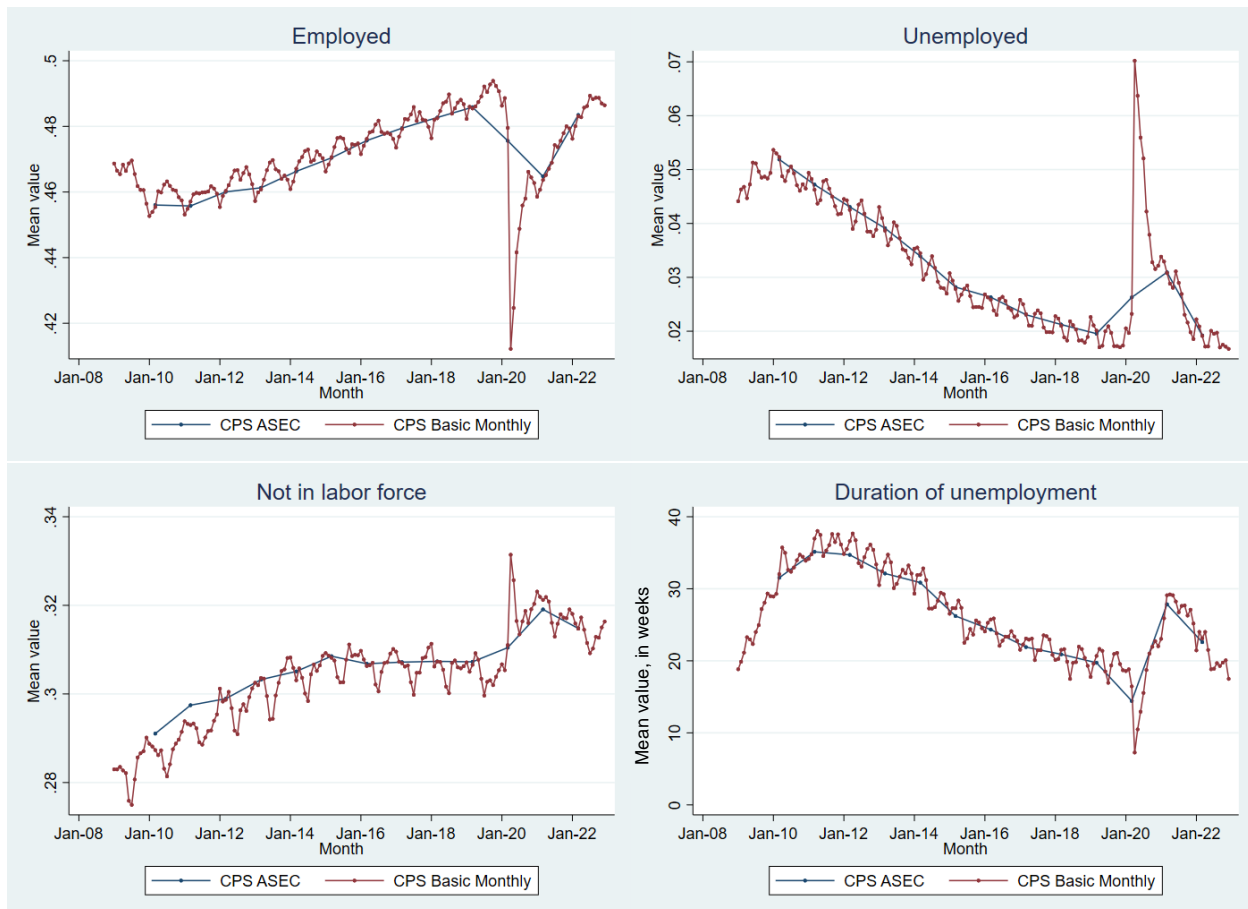 Employed
Mean value
.5
.48
.46
.44
.42
Jan-08 Jan-10 Jan-12 Jan-14 Jan-16 Jan-18 Jan-20 Jan-22
Month
CPS ASEC CPS Basic Monthly
Unemployed
Mean value
.07
.06
.05
.04
.03
.02
Jan-08 Jan-10 Jan-12 Jan-14 Jan-16 Jan-18 Jan-20 Jan-22
Month
CPS ASEC CPS Basic Monthly
Not in labor force
Mean value
.34
.32
.3
.28
Jan-08 Jan-10 Jan-12 Jan-14 Jan-16 Jan-18 Jan-20 Jan-22
Month
CPS ASEC CPS Basic Monthly
Duration of unemployment
Mean value, in weeks
40
30
20
10
0
Jan-08 Jan-10 Jan-12 Jan-14 Jan-16 Jan-18 Jan-20 Jan-22
Month
CPS ASEC CPS Basic Monthly